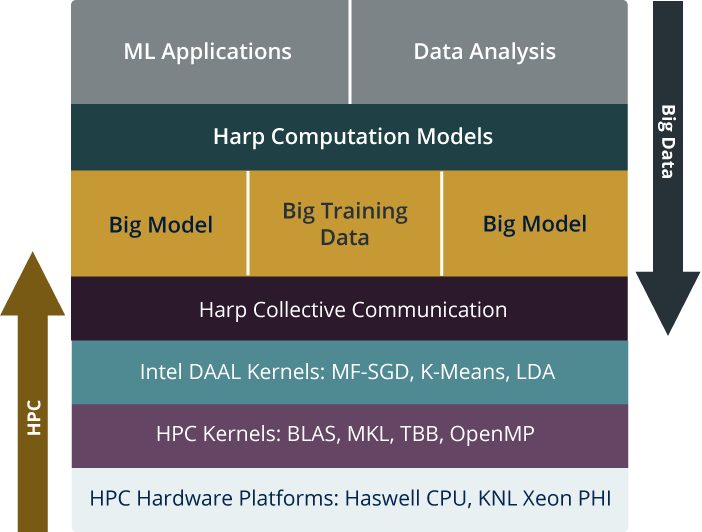 ML Applications
Data Analysis
Harp Computation Models
Big Model
Big Training
Data
Big Model
Harp Collective Communication
Intel DAAL Kernels: MF-SGD, K-Means, LDA
HPC Kernels: BLAS, MKL, TBB, OpenMP
HPC Hardware Platforms: Haswell CPU, KNL Xeon PHI
Big Data
HPC